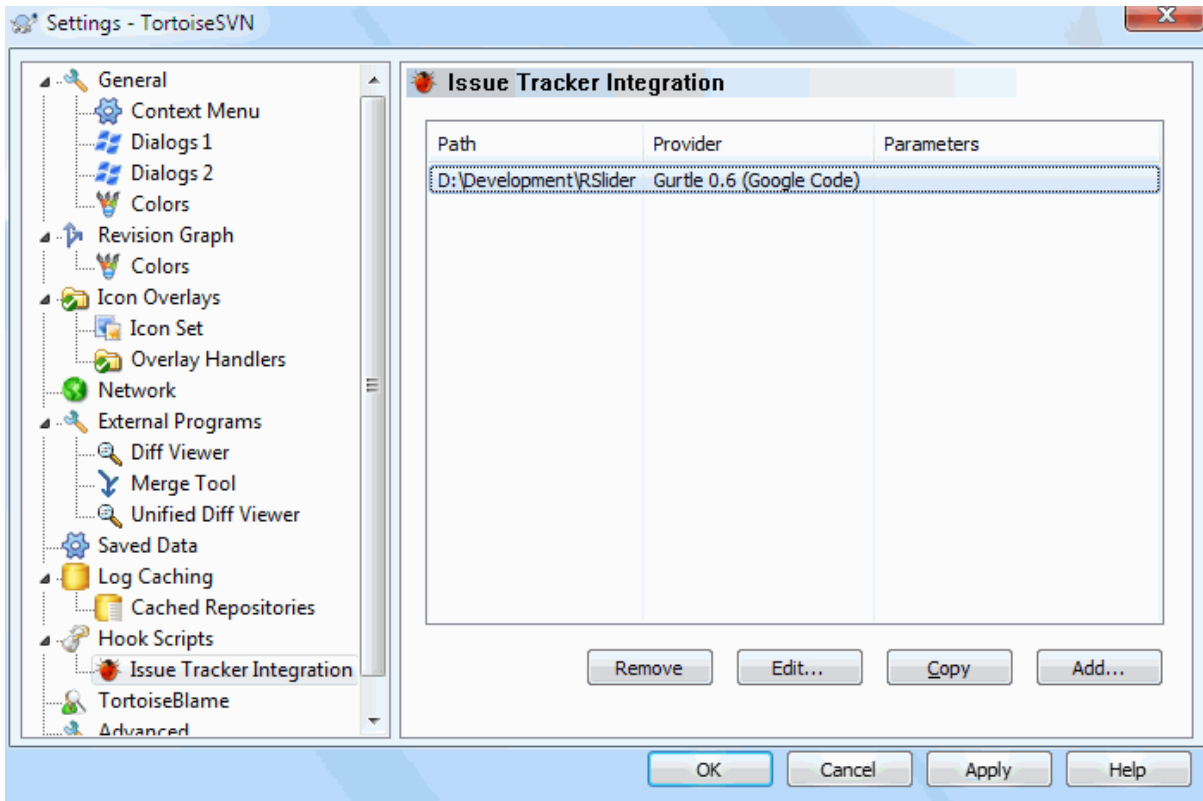 Settings - TortoiseSVN
General
Context Menu
Dialogs 1
Dialogs 2
Colors
Revision Graph
Colors
Icon Overlays
Icon Set
Overlay Handlers
Network
External Programs
Diff Viewer
Merge Tool
Unified Diff Viewer
Saved Data
Log Caching
Cached Repositories
Hook Scripts
Issue Tracker Integration
TortoiseBlame
Advanced
Issue Tracker Integration
Path Provider Parameters
D:\Development\RSlider Gurtle 0.6 (Google Code)
Remove Edit... Copy Add...
OK Cancel Apply Help